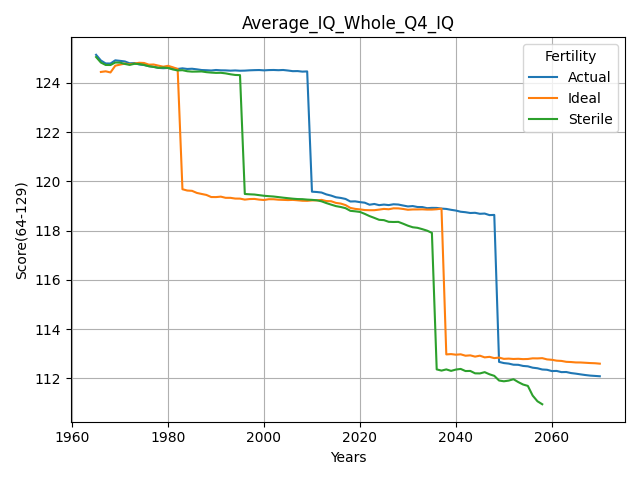 Average_IQ_Whole_Q4_IQ
Fertility
Actual
Ideal
Sterile
Score(64-129)
124
122
120
118
116
114
112
1960
1980
2000
2020
2040
2060
Years